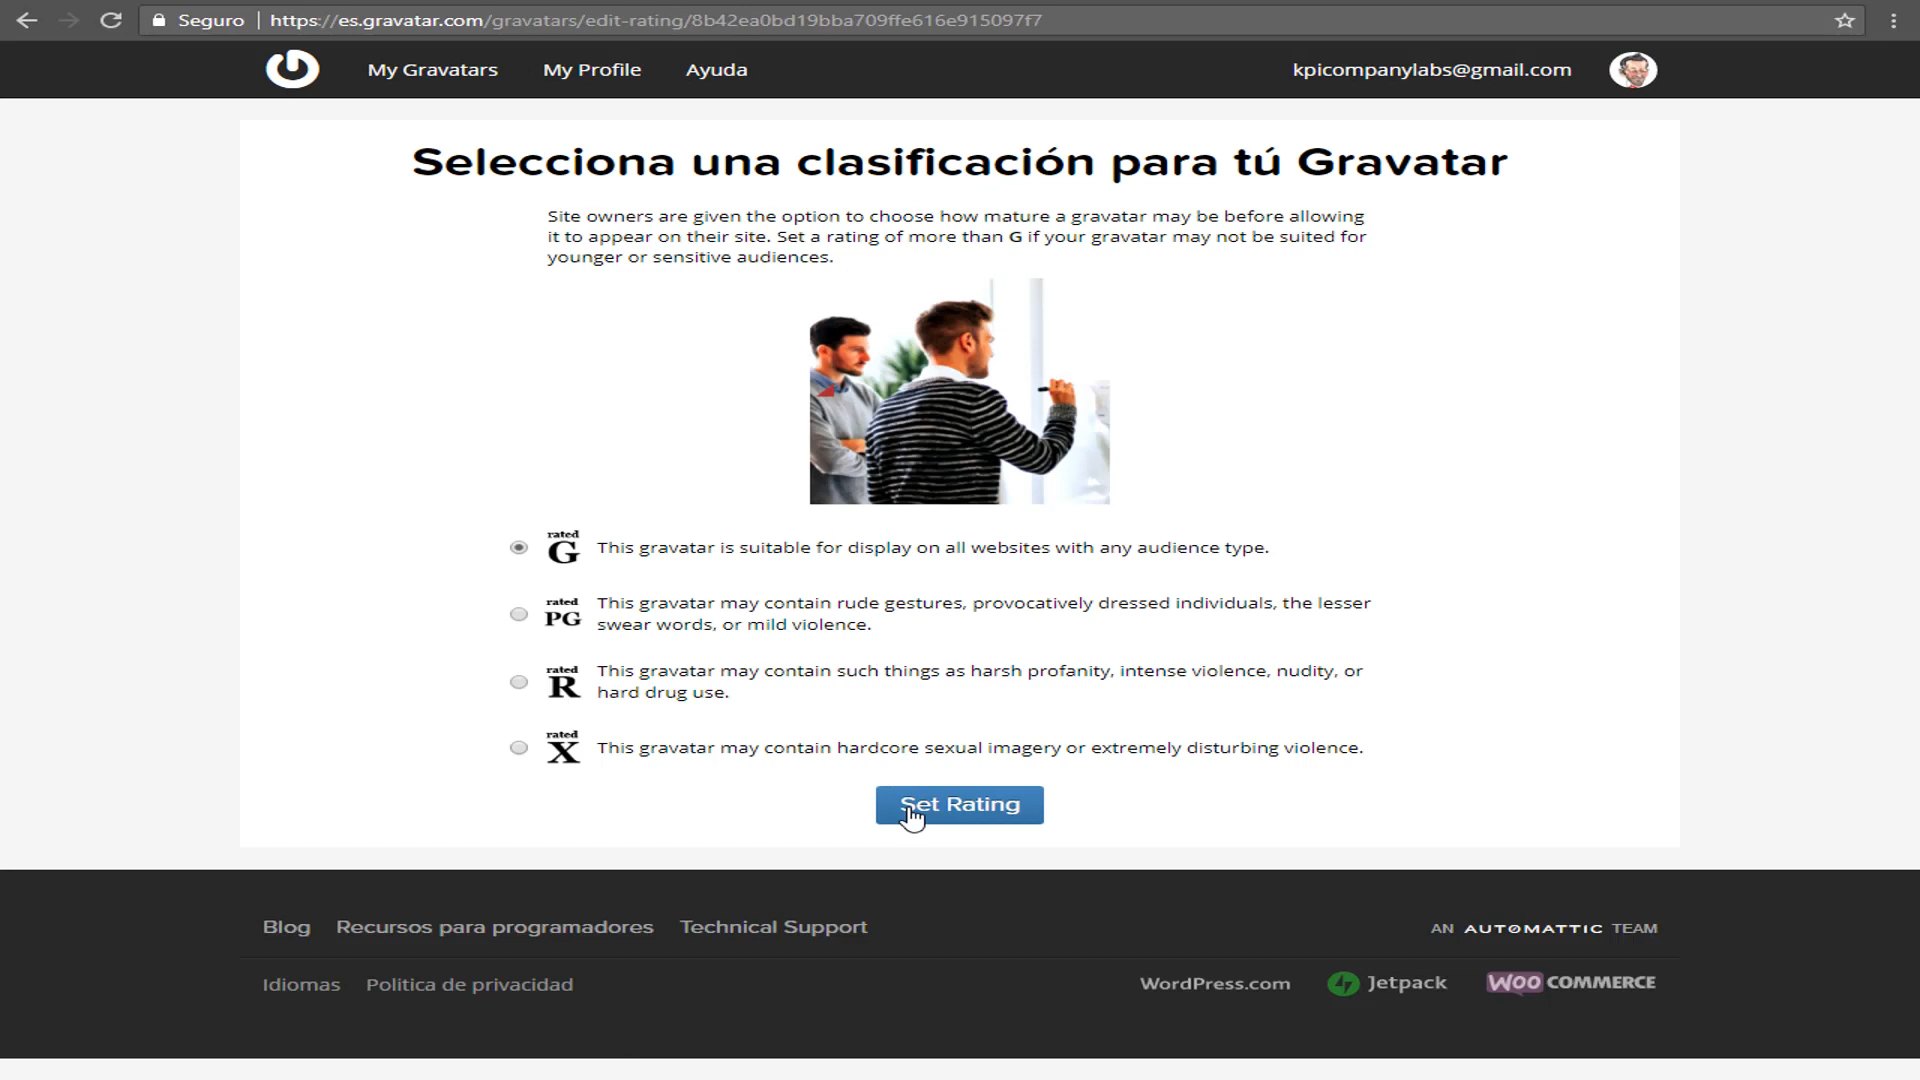 Seguro https://es.gravatar.com/gravatars/edit-rating/8b42ea0bd19bba709ffe616e915097f7
My Gravatars My Profile Ayuda kpicompanylabs@gmail.com
Selecciona una clasificación para tú Gravatar
Site owners are given the option to choose how mature a gravatar may be before allowing
it to appear on their site. Set a rating of more than G if your gravatar may not be suited for
younger or sensitive audiences.
rated G This gravatar is suitable for display on all websites with any audience type.
rated PG This gravatar may contain rude gestures, provocatively dressed individuals, the lesser
swear words, or mild violence.
rated R This gravatar may contain such things as harsh profanity, intense violence, nudity, or
hard drug use.
rated X This gravatar may contain hardcore sexual imagery or extremely disturbing violence.
Set Rating
Blog Recursos para programadores Technical Support AN AUTOMATTIC TEAM
Idiomas Politica de privacidad WordPress.com Jetpack WOO COMMERCE